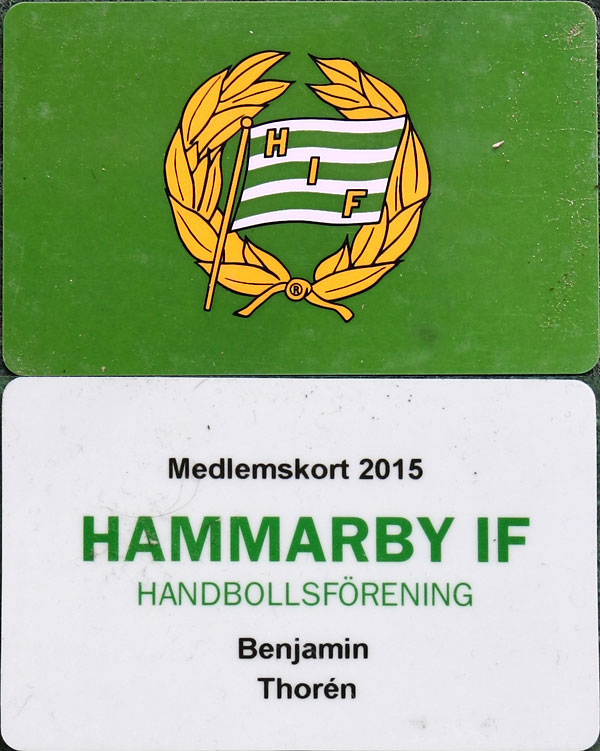 H
I
F
®
Medlemskort 2015
HAMMARBY IF
HANDBOLLSFÖRENING
Benjamin
Thorén